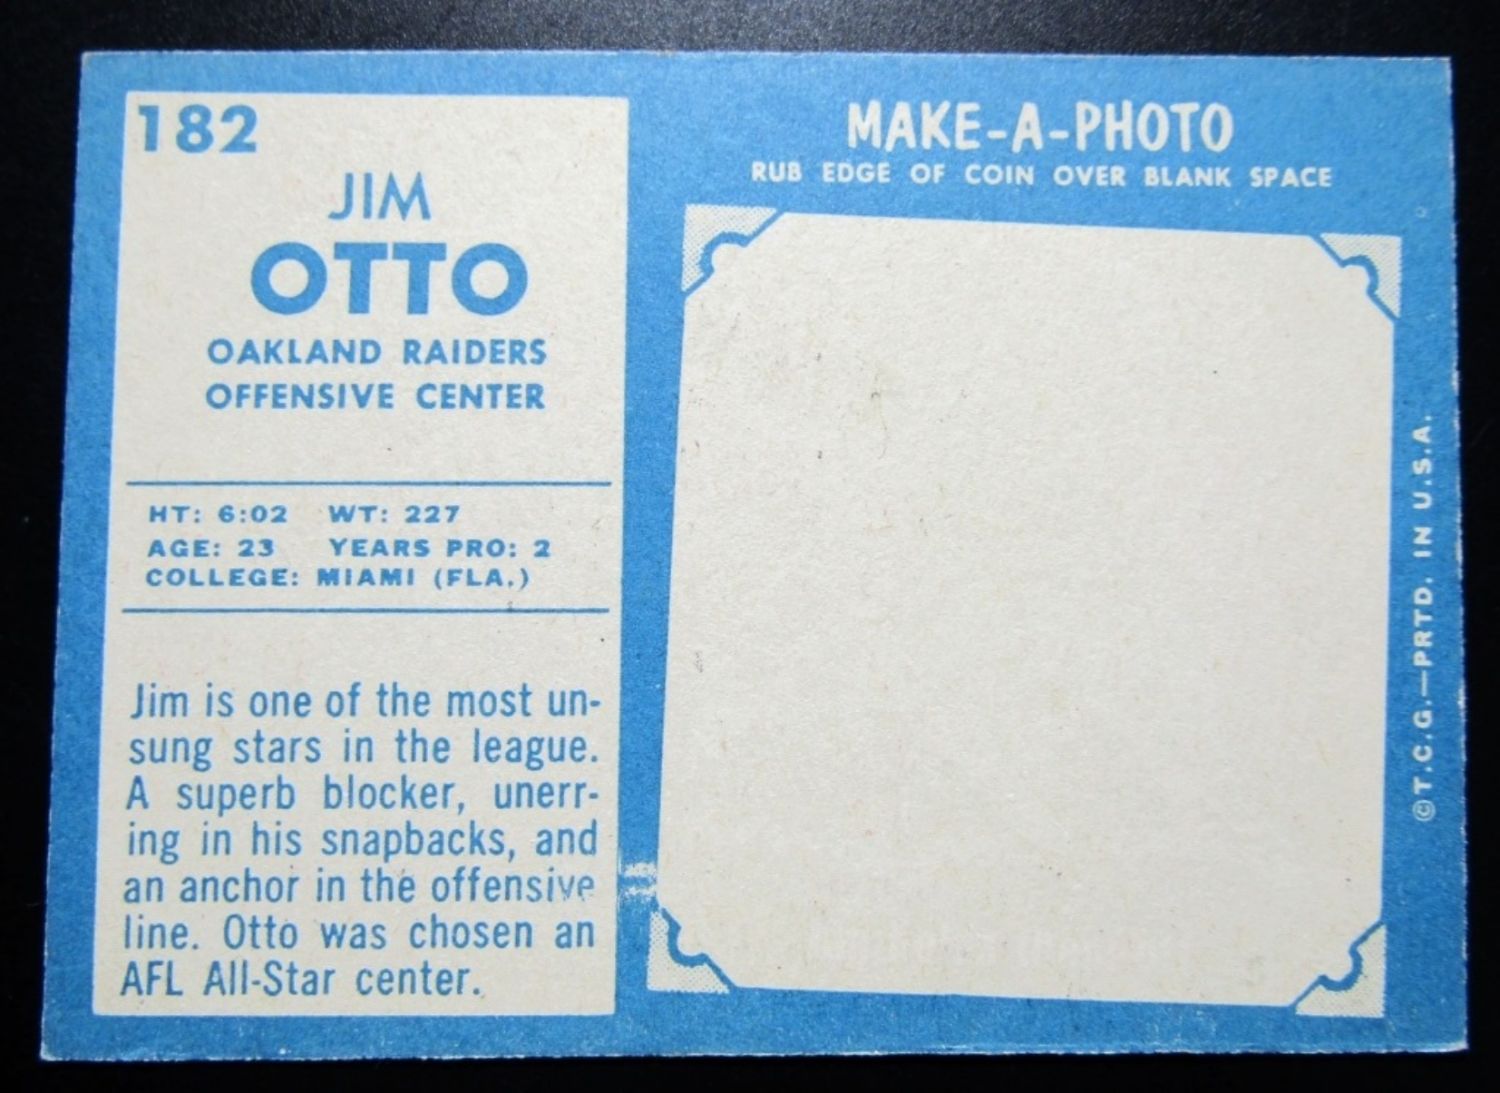 182
JIM
OTTO
OAKLAND RAIDERS
OFFENSIVE CENTER
HT: 6:02 WT: 227
AGE: 23 YEARS PRO: 2
COLLEGE: MIAMI (FLA.)
Jim is one of the most un-
sung stars in the league.
A superb blocker, unerr-
ing in his snapbacks, and
an anchor in the offensive
line. Otto was chosen an
AFL All-Star center.
MAKE-A-PHOTO
RUB EDGE OF COIN OVER BLANK SPACE
©T.C.G.—PRTD. IN U.S.A.